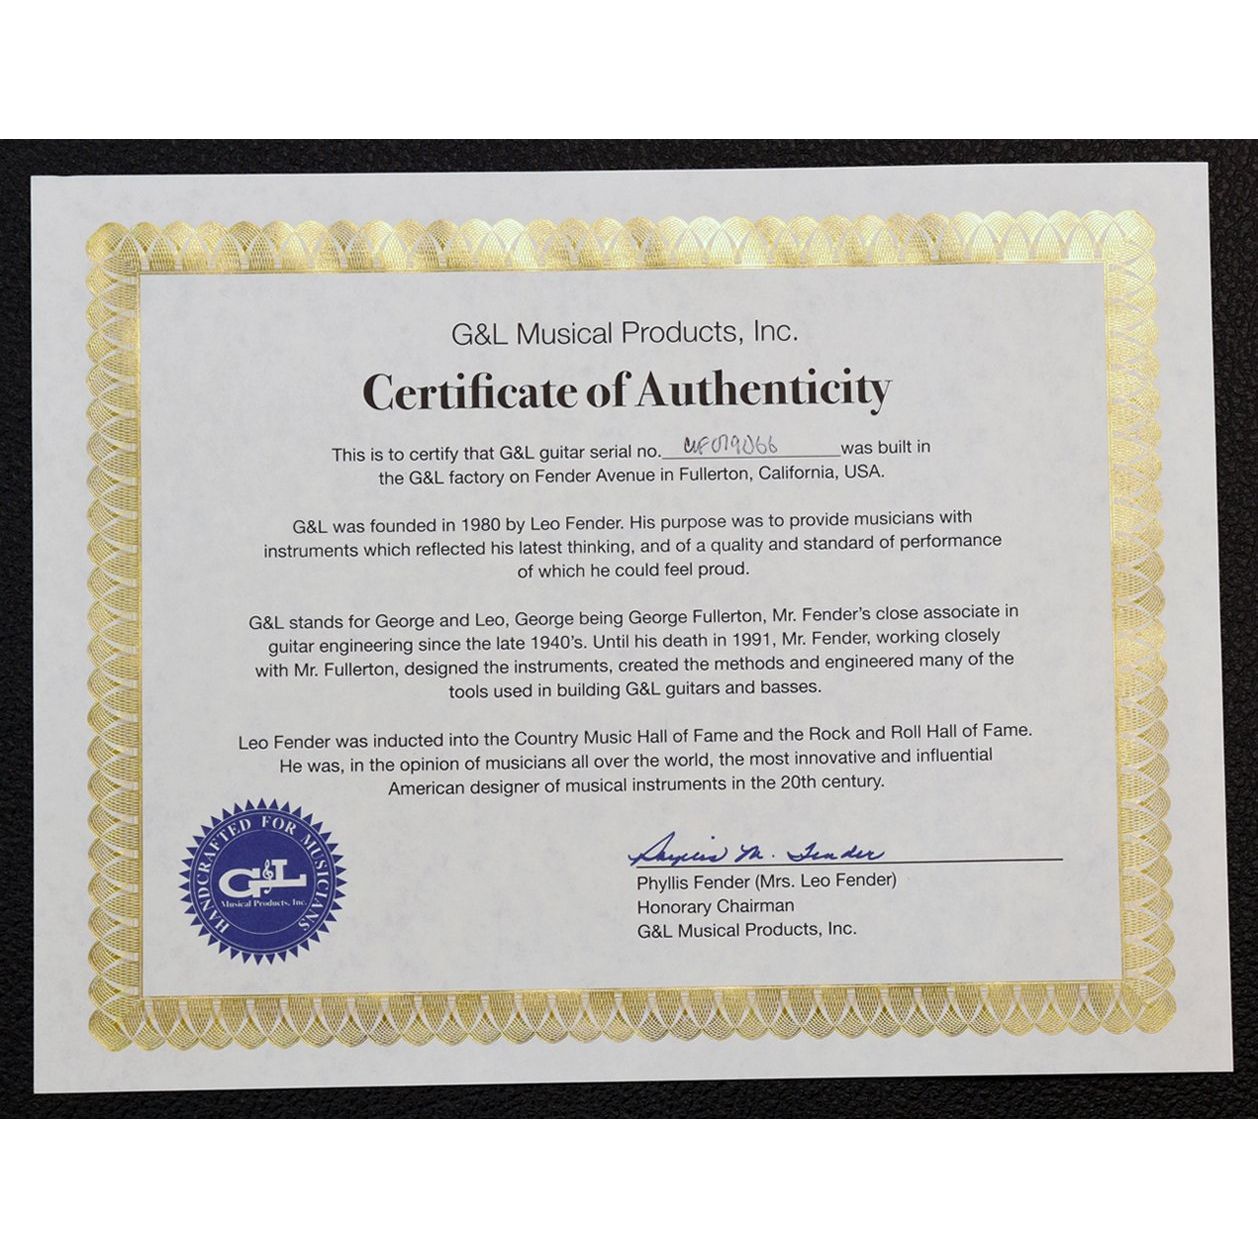 G&L Musical Products, Inc.
Certificate of Authenticity
This is to certify that G&L guitar serial no. was built in
the G&L factory on Fender Avenue in Fullerton, California, USA.
G&L was founded in 1980 by Leo Fender. His purpose was to provide musicians with
instruments which reflected his latest thinking, and of a quality and standard of performance
of which he could feel proud.
G&L stands for George and Leo, George being George Fullerton, Mr. Fender's close associate in
guitar engineering since the late 1940's. Until his death in 1991, Mr. Fender, working closely
with Mr. Fullerton, designed the instruments, created the methods and engineered many of the
tools used in building G&L guitars and basses.
Leo Fender was inducted into the Country Music Hall of Fame and the Rock and Roll Hall of Fame.
He was, in the opinion of musicians all over the world, the most innovative and influential
American designer of musical instruments in the 20th century.
HANDCRAFTED FOR MUSICIANS
G&L
Musical Products, Inc.
Phyllis M. Fender
Phyllis Fender (Mrs. Leo Fender)
Honorary Chairman
G&L Musical Products, Inc.